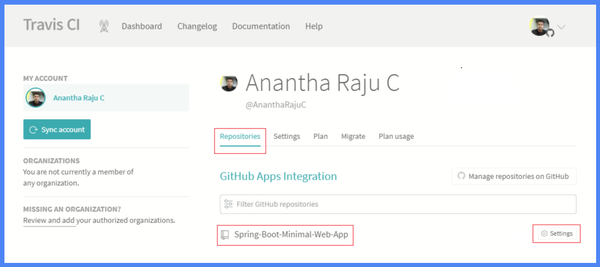 Travis CI Dashboard Changelog Documentation Help
MY ACCOUNT
Anantha Raju C
Sync account
ORGANIZATIONS
You are not currently a member of
any organization.
MISSING AN ORGANIZATION?
Review and add your authorized organizations.
Anantha Raju C
@AnanthaRajuC
Repositories Settings Plan Migrate Plan usage
GitHub Apps Integration
Manage repositories on GitHub
Filter GitHub repositories
Spring-Boot-Minimal-Web-App
Settings